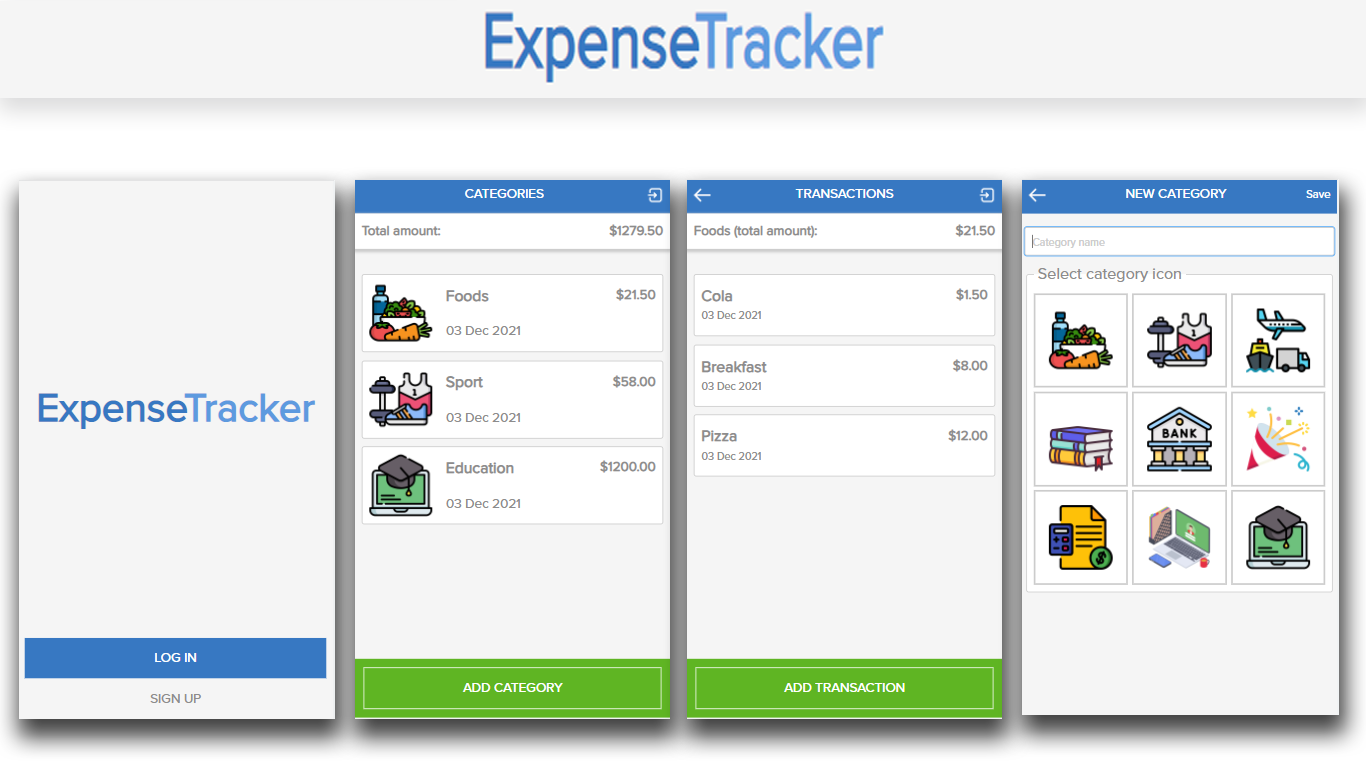 ExpenseTracker
ExpenseTracker
LOG IN
SIGN UP
CATEGORIES
Total amount: $1279.50
Foods $21.50
03 Dec 2021
1
Sport $58.00
03 Dec 2021
Education $1200.00
03 Dec 2021
ADD CATEGORY
TRANSACTIONS
Foods (total amount): $21.50
Cola $1.50
03 Dec 2021
Breakfast $8.00
03 Dec 2021
Pizza $12.00
03 Dec 2021
ADD TRANSACTION
NEW CATEGORY Save
Category name
Select category icon
1
BANK
$